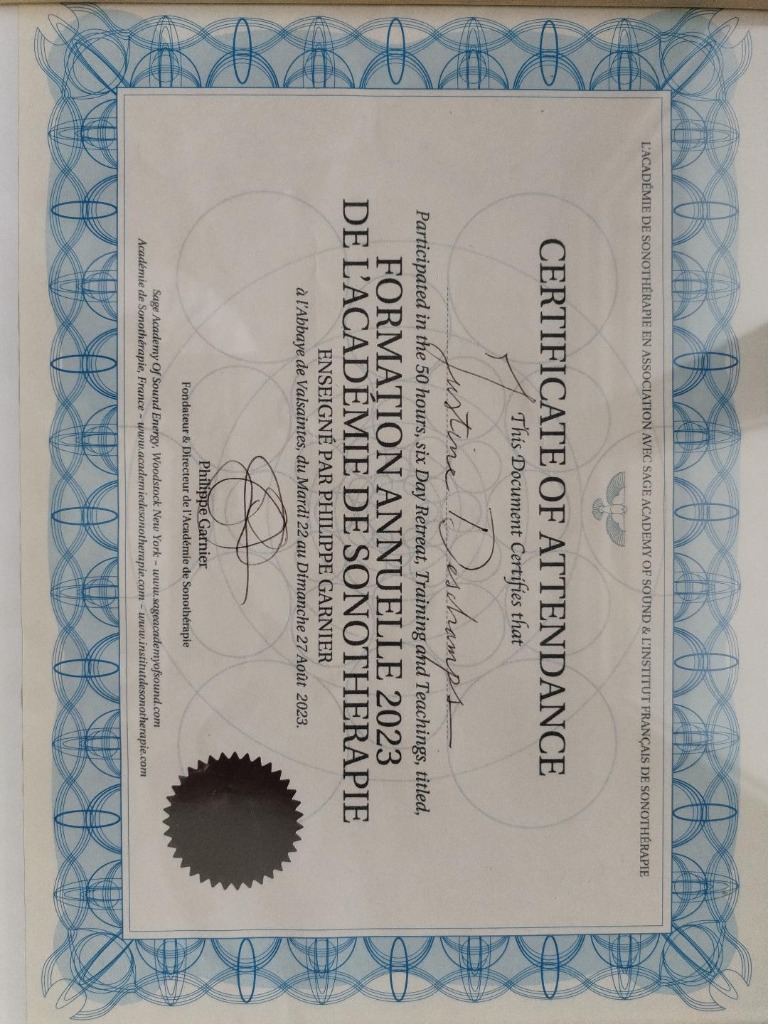 L'ACADÉMIE DE SONOTHÉRAPIE EN ASSOCIATION AVEC SAGE ACADEMY OF SOUND & L'INSTITUT FRANÇAIS DE SONOTHÉRAPIE
CERTIFICATE OF ATTENDANCE
This Document Certifies that
Justine Deschamps
Participated in the 50 hours, six Day Retreat, Training and Teachings, titled,
FORMATION ANNUELLE 2023
DE L'ACADÉMIE DE SONOTHERAPIE
ENSEIGNÉ PAR PHILIPPE GARNIER
à l'Abbaye de Valsaintes, du Mardi 22 au Dimanche 27 Août 2023.
Philippe Garnier
Fondateur & Directeur de l'Académie de Sonothérapie
Sage Academy Of Sound Energy, Woodstock New York - www.sageacademyofsound.com
Académie de Sonothérapie, France - www.academiedesonotherapie.com - www.institutdesonotherapie.com